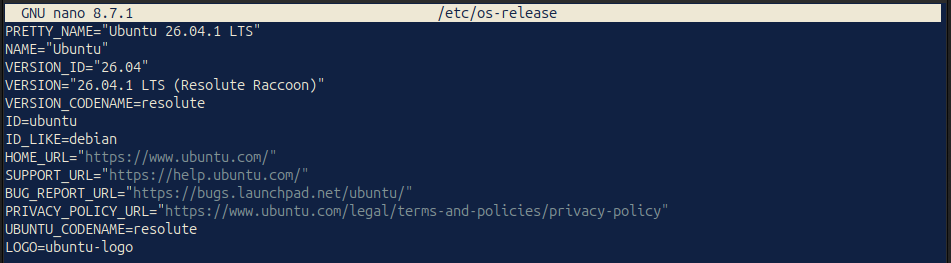 GNU nano 8.7.1 /etc/os-release
PRETTY_NAME="Ubuntu 26.04.1 LTS"
NAME="Ubuntu"
VERSION_ID="26.04"
VERSION="26.04.1 LTS (Resolute Raccoon)"
VERSION_CODENAME=resolute
ID=ubuntu
ID_LIKE=debian
HOME_URL="https://www.ubuntu.com/"
SUPPORT_URL="https://help.ubuntu.com/"
BUG_REPORT_URL="https://bugs.launchpad.net/ubuntu/"
PRIVACY_POLICY_URL="https://www.ubuntu.com/legal/terms-and-policies/privacy-policy"
UBUNTU_CODENAME=resolute
LOGO=ubuntu-logo